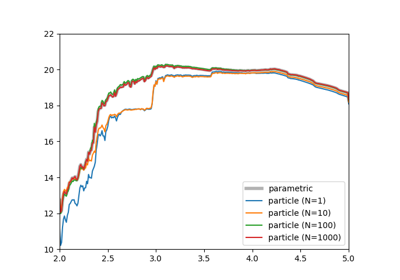 22
20
18
16
14
12
10
2.0 2.5 3.0 3.5 4.0 4.5 5.0
parametric
particle (N=1)
particle (N=10)
particle (N=100)
particle (N=1000)